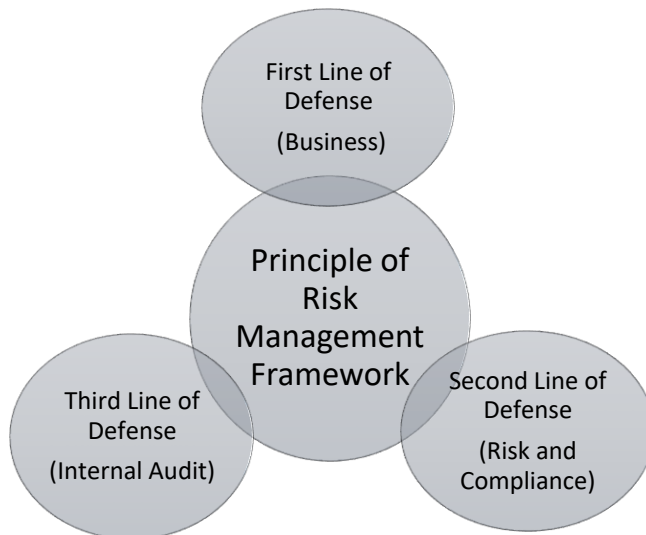 First Line of
Defense
(Business)
Principle of
Risk
Management
Framework
Second Line of
Defense
(Risk and
Compliance)
Third Line of
Defense
(Internal Audit)